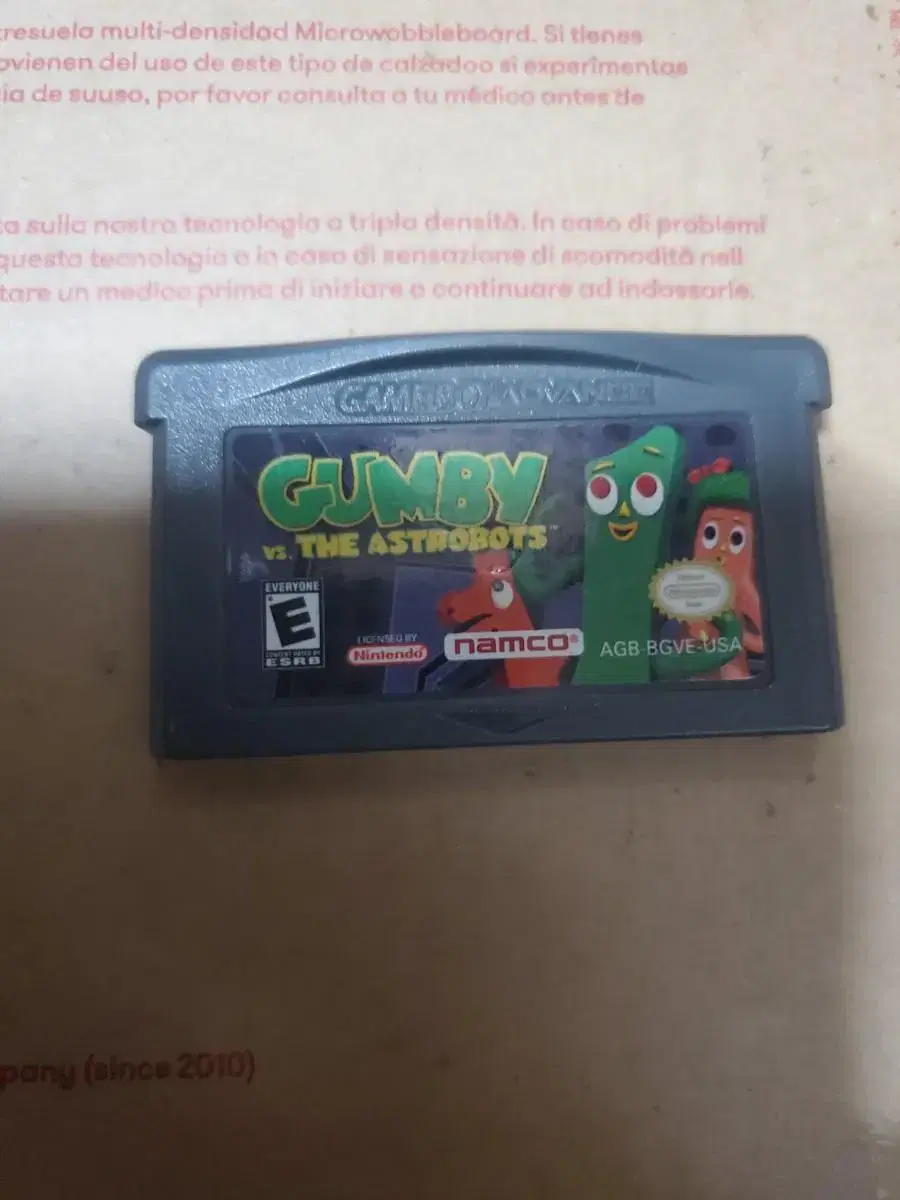 tresuela multi-densidad Microwobbleboard. Si tienes
ovienen del uso de este tipo de calzadoo si experimentas
ia de suuso, por favor consulta a tu médico antes de
ta sulla nostra tecnologia a tripla densità. In caso di problemi
questa tecnologia o in caso di sensazione di scomodità nell
tare un medico prima di iniziare o continuare ad indossarle.
GAME BOY ADVANCE
GUMBY
VS. THE ASTROBOTS™
EVERYONE
E
CONTENT RATED BY
ESRB
LICENSED BY
Nintendo
namco®
AGB-BGVE-USA
pany (since 2010)